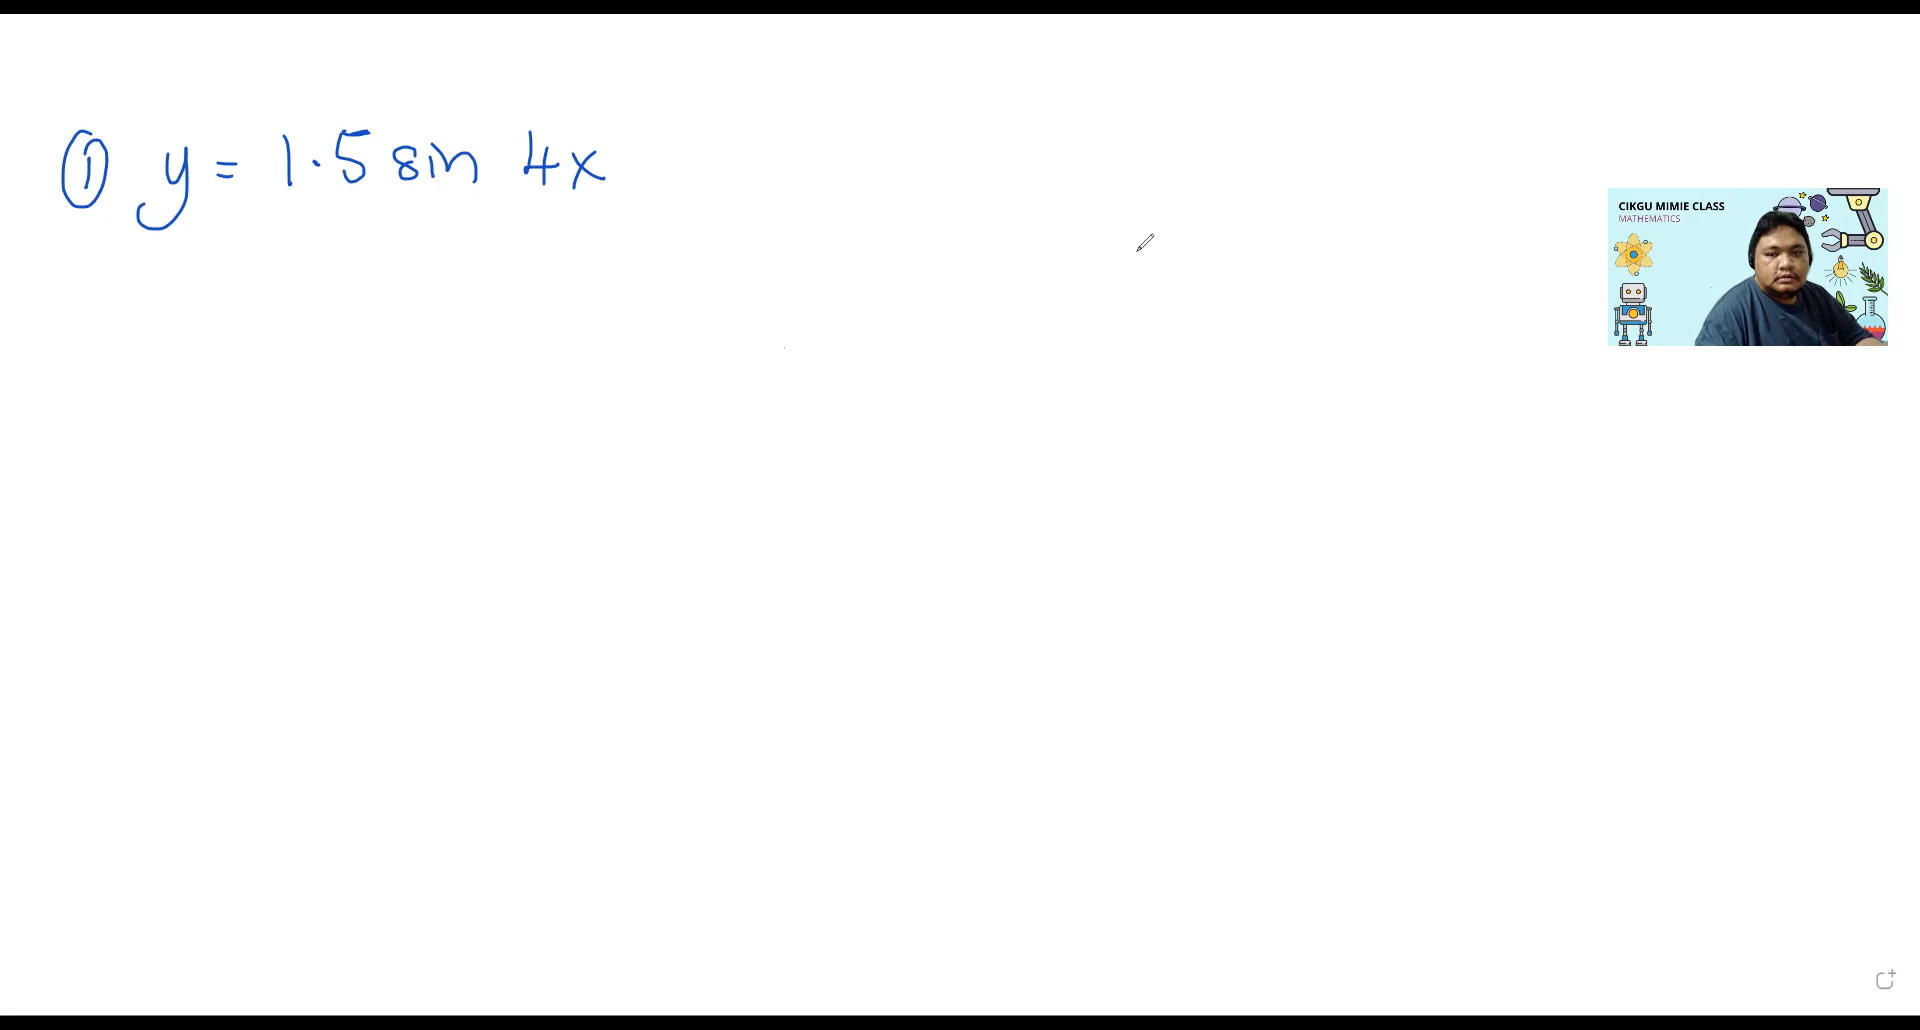 ① y = 1.5 sin 4x
CIKGU MIMIE CLASS
MATHEMATICS